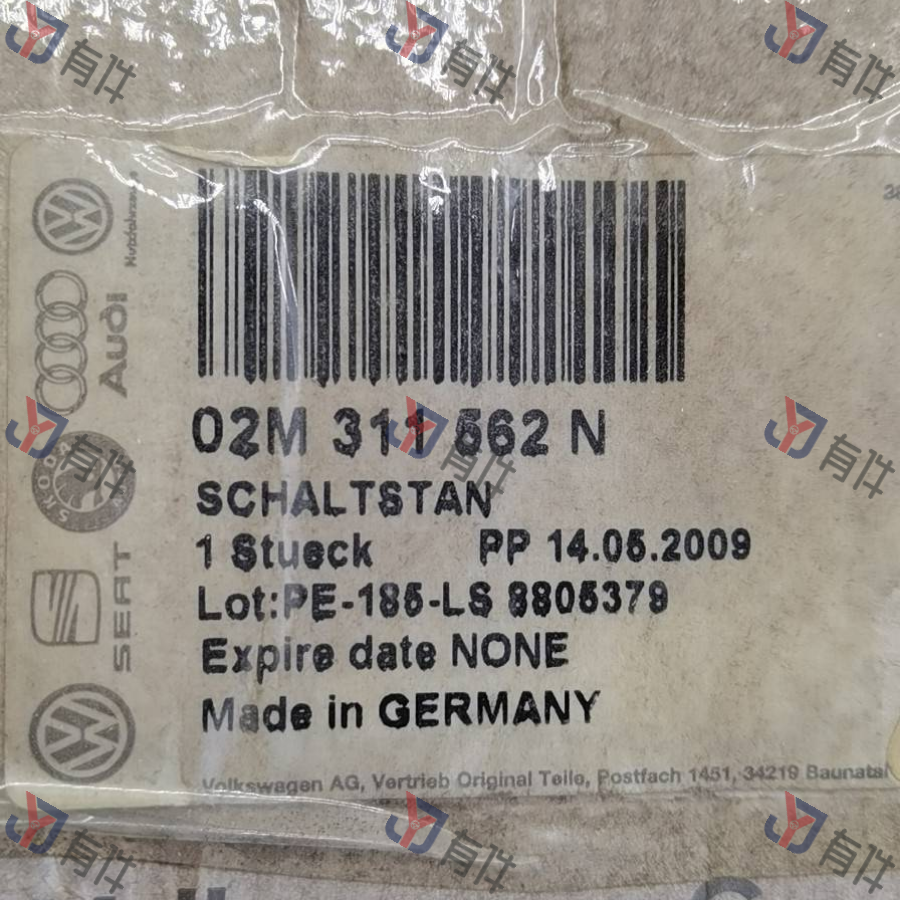 02M 311 562 N
SCHALTSTAN
1 Stueck PP 14.05.2009
Lot:PE-185-LS 8805379
Expire date NONE
Made in GERMANY
Volkswagen AG, Vertrieb Original Teile, Postfach 1451, 34219 Baunatal
Audi
SKODA
SEAT
有件
有件
有件
有件
有件
有件
有件
有件
有件